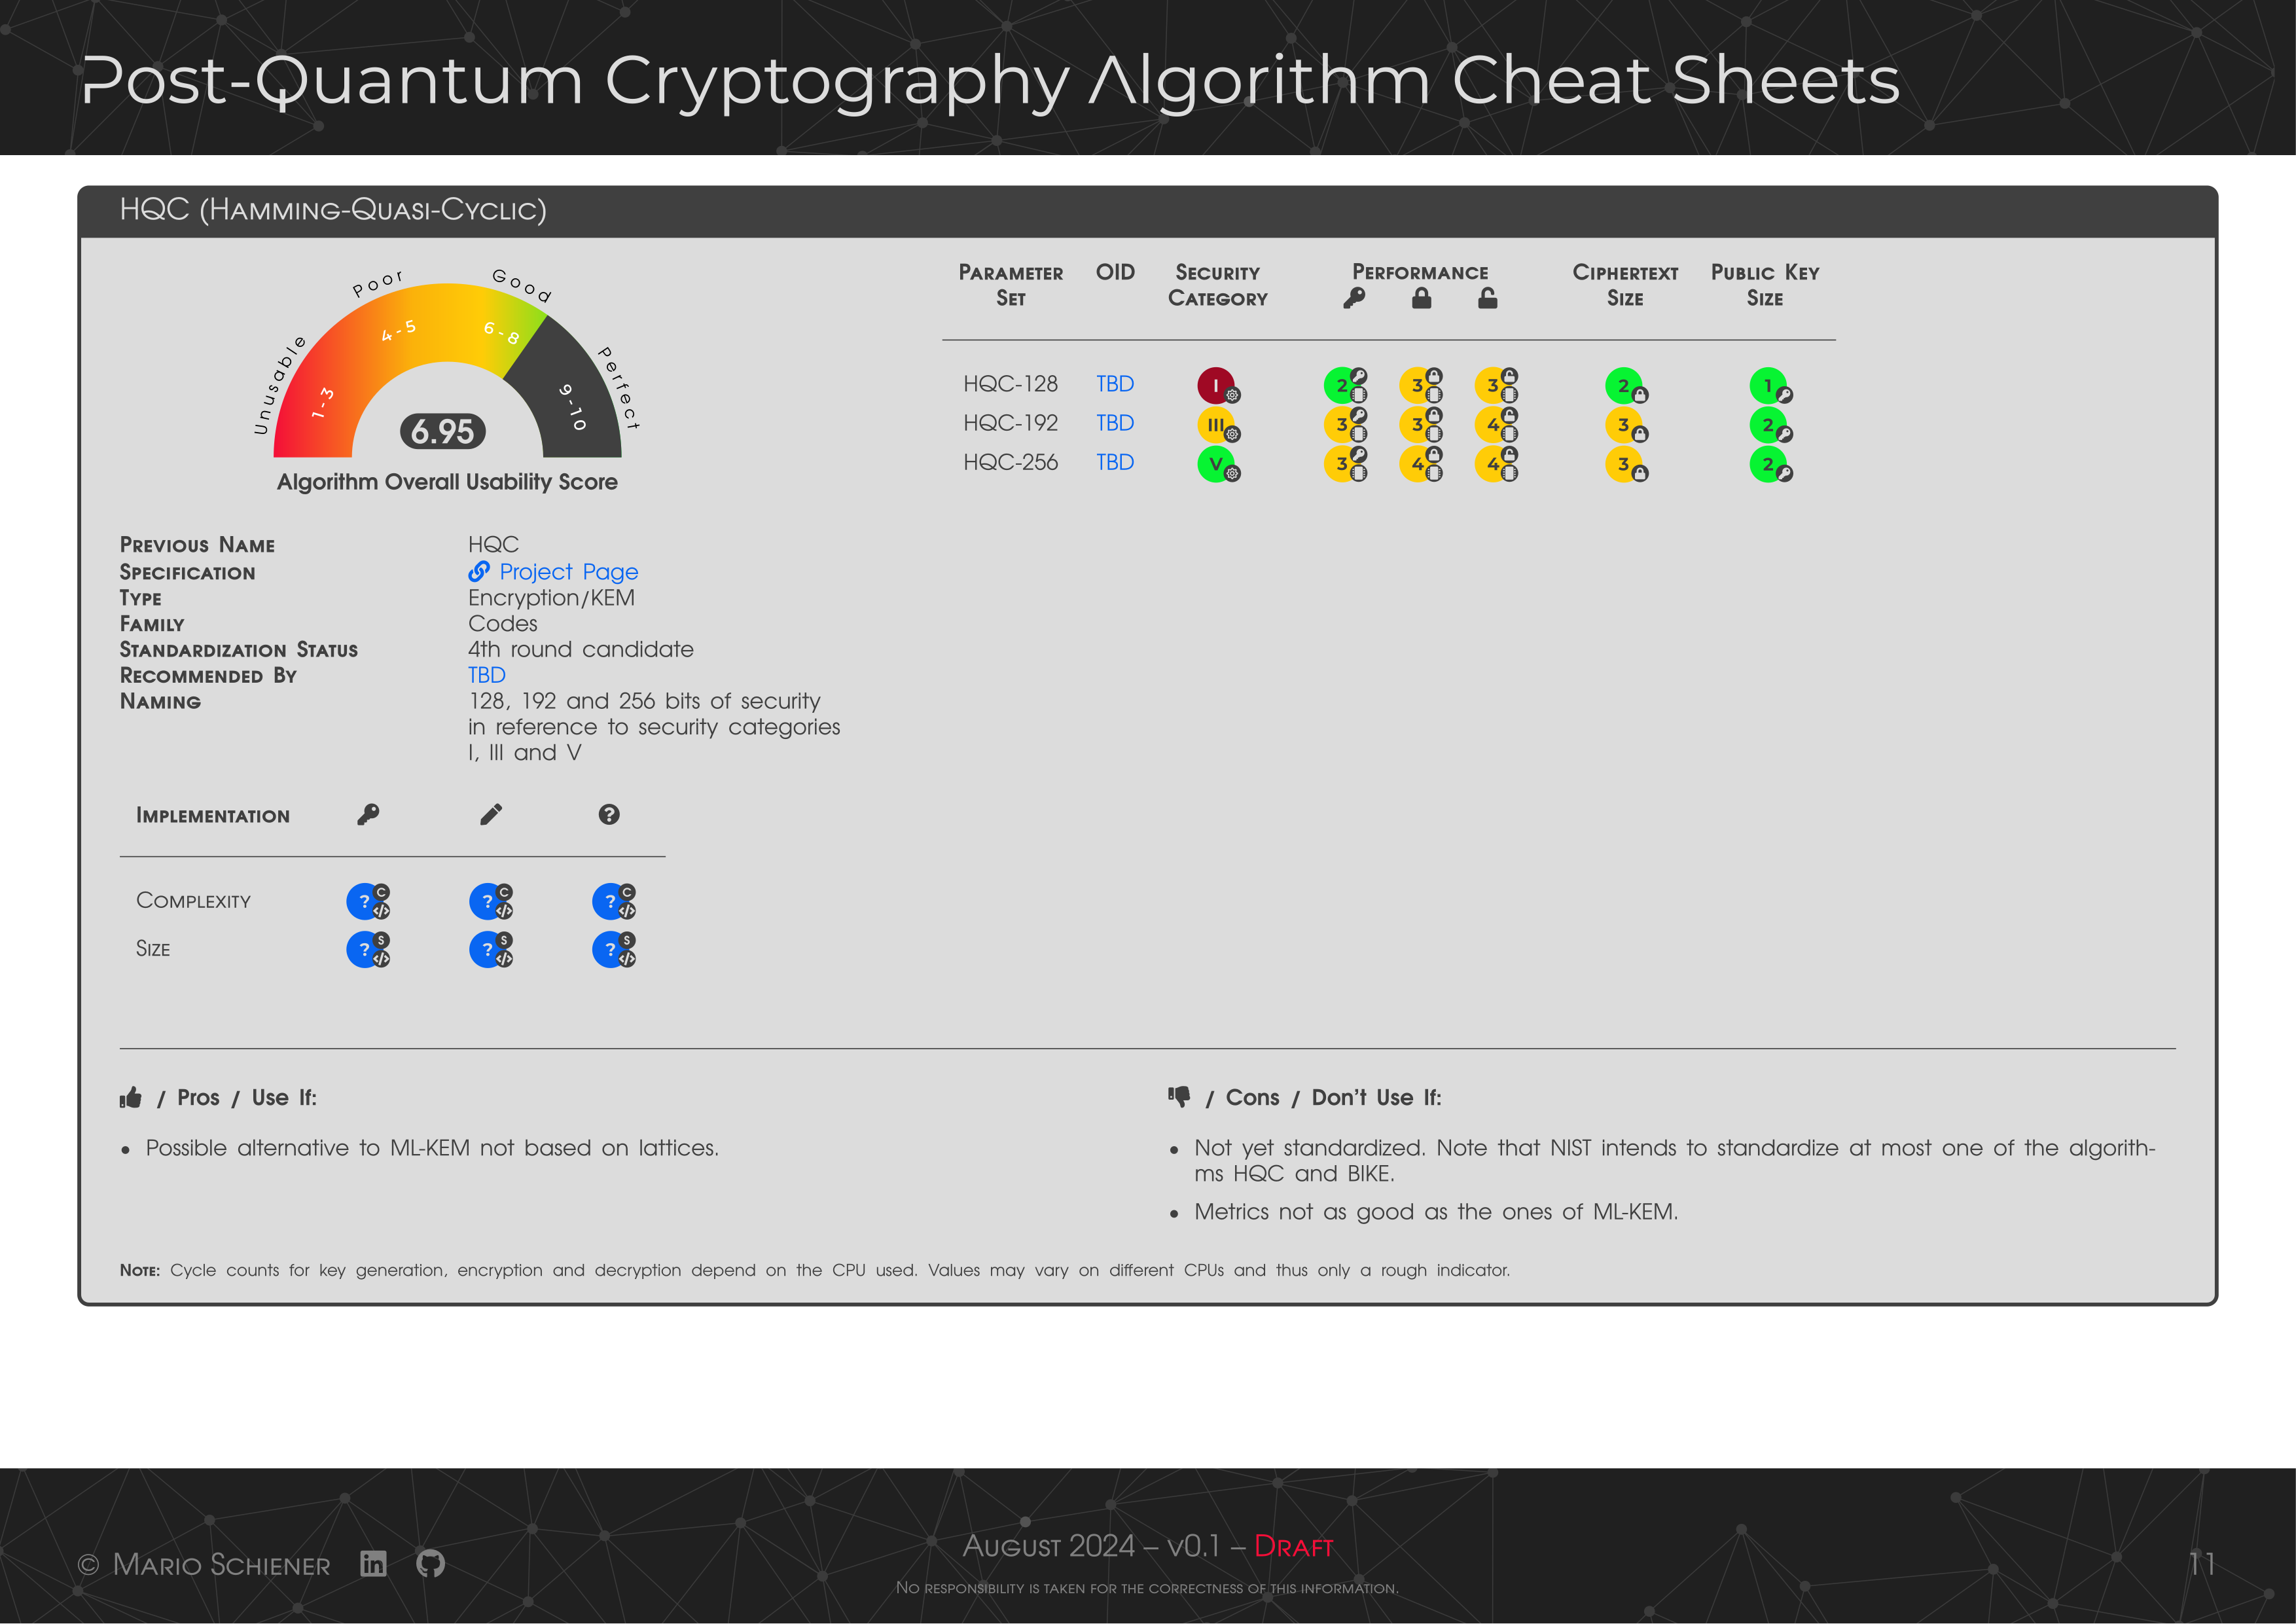 Post-Quantum Cryptography Algorithm Cheat Sheets
HQC (Hamming-Quasi-Cyclic)
Unusable
Poor
Good
Perfect
1-3
4-5
6-8
9-10
6.95
Algorithm Overall Usability Score
Previous Name HQC
Specification Project Page
Type Encryption/KEM
Family Codes
Standardization Status 4th round candidate
Recommended By TBD
Naming 128, 192 and 256 bits of security
in reference to security categories
I, III and V
Implementation ?
Complexity ? C </> ? C </> ? C </>
Size ? S </> ? S </> ? S </>
Parameter OID Security Performance Ciphertext Public Key
Set Category Size Size
HQC-128 TBD I 2 3 3 2 1
HQC-192 TBD III 3 3 4 3 2
HQC-256 TBD V 3 4 4 3 2
/ Pros / Use If:
• Possible alternative to ML-KEM not based on lattices.
/ Cons / Don't Use If:
• Not yet standardized. Note that NIST intends to standardize at most one of the algorith-
ms HQC and BIKE.
• Metrics not as good as the ones of ML-KEM.
Note: Cycle counts for key generation, encryption and decryption depend on the CPU used. Values may vary on different CPUs and thus only a rough indicator.
© Mario Schiener in
August 2024 – v0.1 – Draft
No responsibility is taken for the correctness of this information.
11